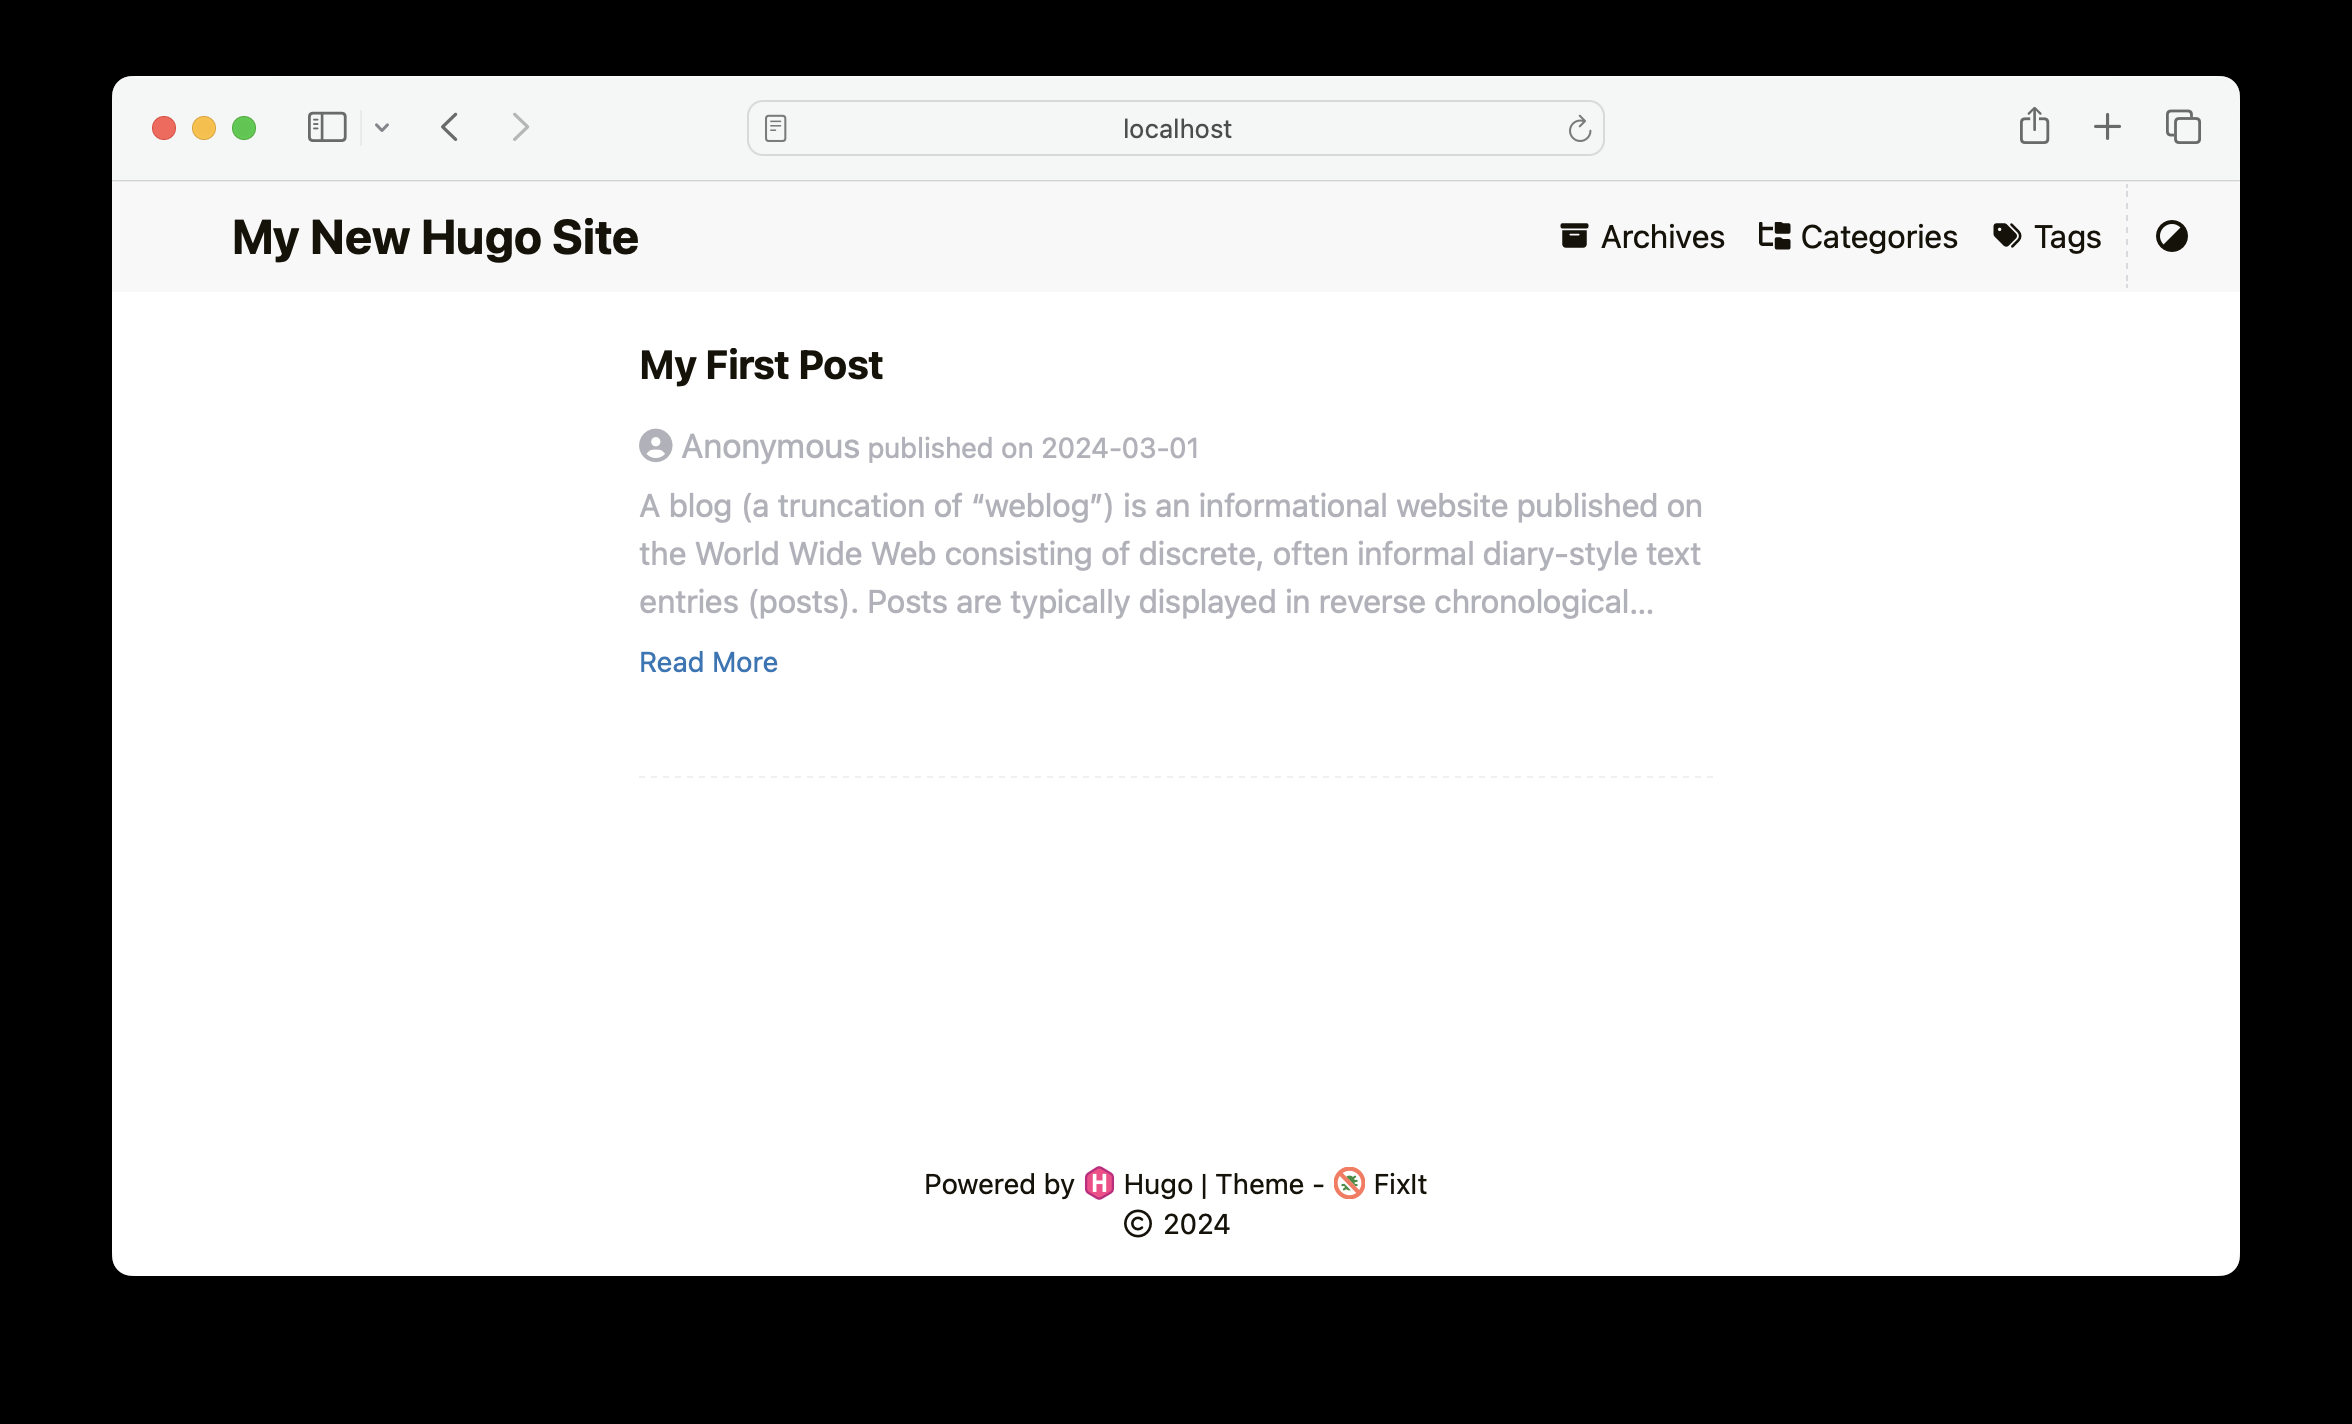 localhost
My New Hugo Site
Archives Categories Tags
My First Post
Anonymous published on 2024-03-01
A blog (a truncation of “weblog”) is an informational website published on
the World Wide Web consisting of discrete, often informal diary-style text
entries (posts). Posts are typically displayed in reverse chronological...
Read More
Powered by H Hugo | Theme - FixIt
© 2024